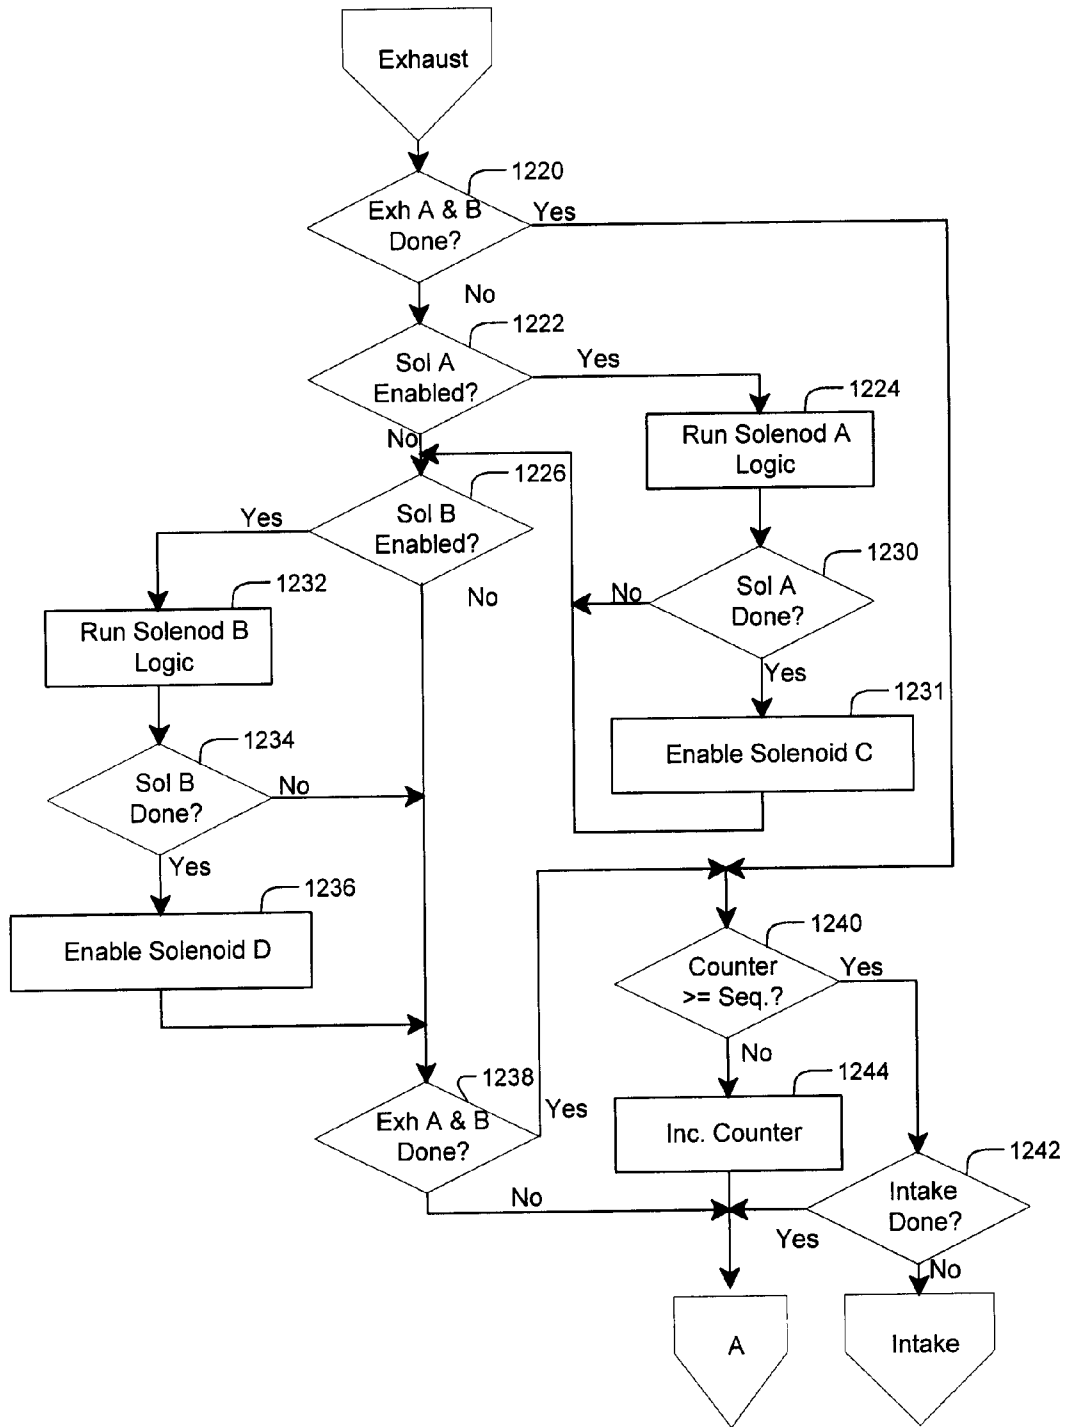 Exhaust
1220
Exh A & B
Done?
Yes
No
1222
Sol A
Enabled?
Yes
1224
Run Solenod A
Logic
No
1226
Sol B
Enabled?
Yes
No
1230
Sol A
Done?
No
Yes
1232
Run Solenod B
Logic
1231
Enable Solenoid C
1234
Sol B
Done?
No
Yes
1236
Enable Solenoid D
1240
Counter
>= Seq.?
Yes
No
1238
Exh A & B
Done?
Yes
No
1244
Inc. Counter
1242
Intake
Done?
Yes
No
A
Intake